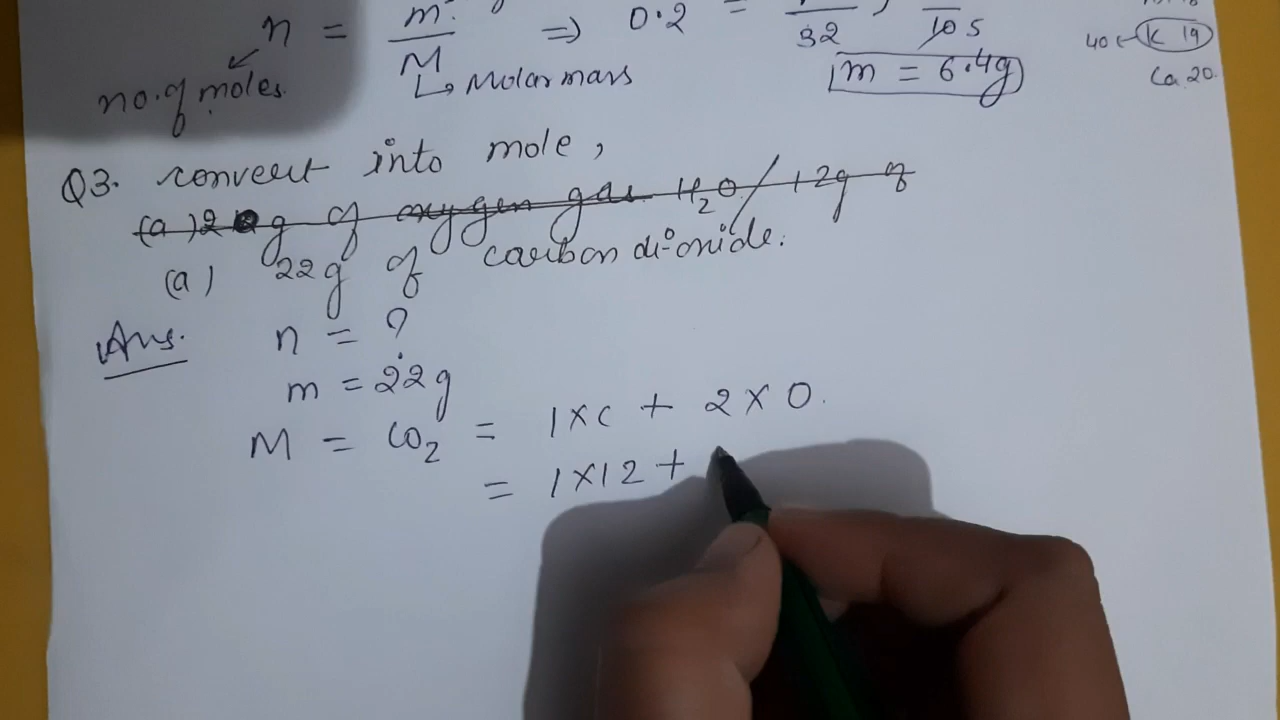 n = m/M ⇒ 0.2 =
32 10 5
no. of moles. Molar mass m = 6.4g
40 ← K 19
Ca 20.
Q3. convert into mole,
(a) 2 g of oxygen gas H2O / 12g of
(a) 22g of carbon di-oxide.
Ans. n = ?
m = 22g
M = CO2 = 1×C + 2×O.
= 1×12 +